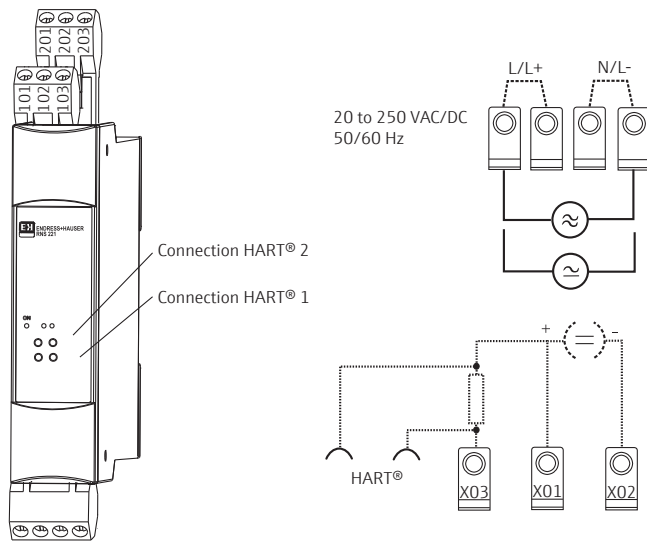 201 202 203
101 102 103
EH ENDRESS+HAUSER
RNS 221
ON
Connection HART® 2
Connection HART® 1
L/L+ N/L-
20 to 250 VAC/DC
50/60 Hz
+ -
HART®
X03 X01 X02